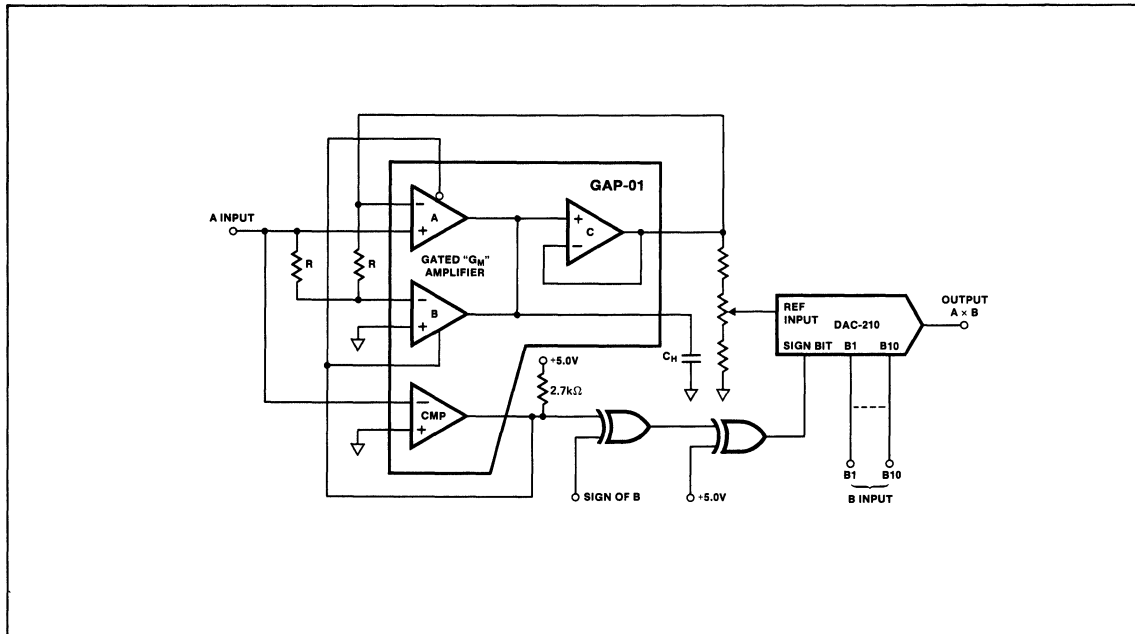 GAP-01
A INPUT
−
A
+
+
C
−
R
R
GATED "GM"
AMPLIFIER
−
B
+
REF
INPUT
DAC-210
SIGN BIT B1 B10
OUTPUT
A × B
CH
+5.0V
2.7kΩ
−
CMP
+
SIGN OF B
+5.0V
B1 B10
B INPUT